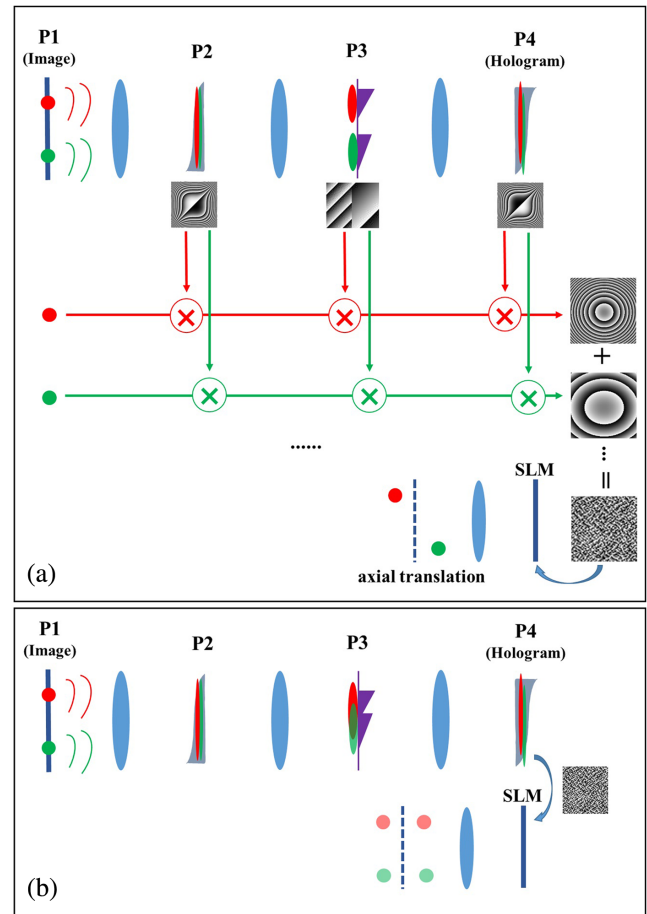 P1
(Image)
P2
P3
P4
(Hologram)
+
⋮
=
......
SLM
axial translation
(a)
P1
(Image)
P2
P3
P4
(Hologram)
SLM
(b)